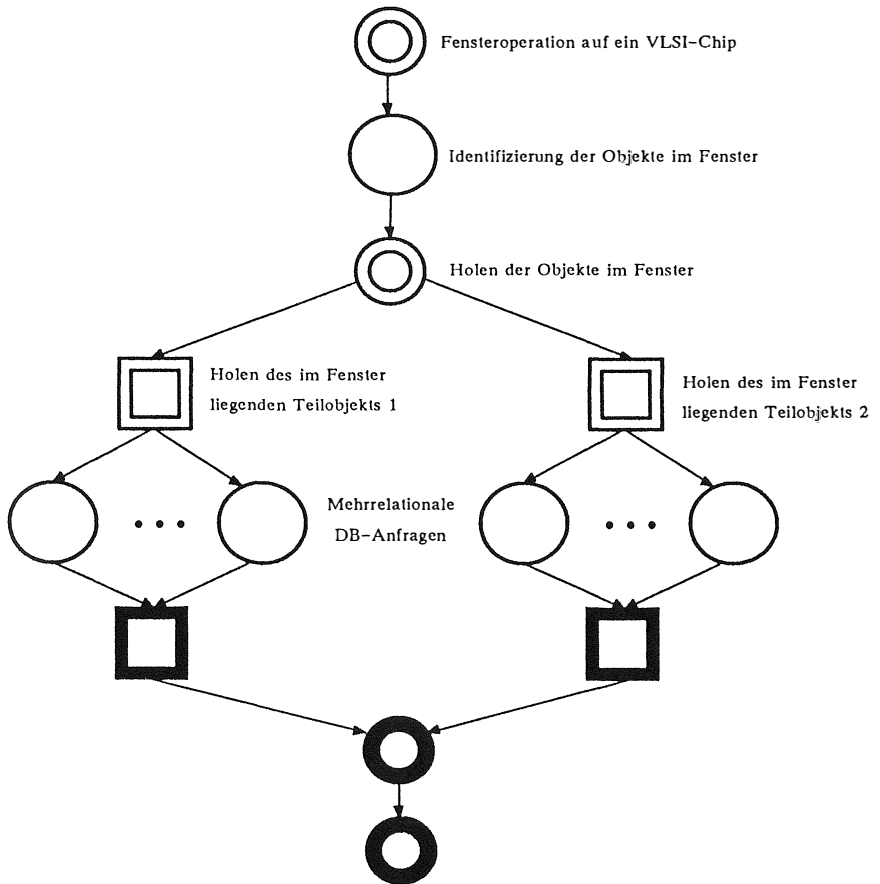 Fensteroperation auf ein VLSI-Chip
Identifizierung der Objekte im Fenster
Holen der Objekte im Fenster
Holen des im Fenster
liegenden Teilobjekts 1
Holen des im Fenster
liegenden Teilobjekts 2
Mehrrelationale
DB-Anfragen